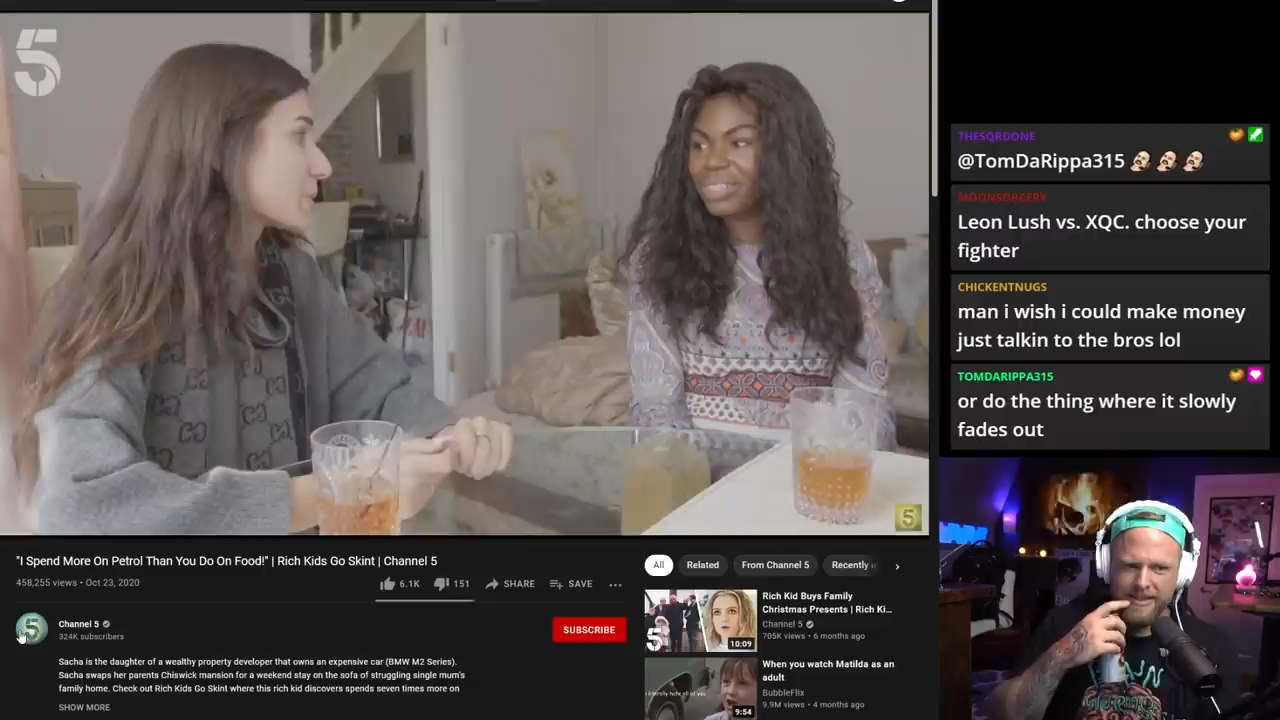 5
THESQRDONE
@TomDaRippa315
MOONSORCERY
Leon Lush vs. XQC. choose your
fighter
CHICKENTNUGS
man i wish i could make money
just talkin to the bros lol
TOMDARIPPA315
or do the thing where it slowly
fades out
5
"I Spend More On Petrol Than You Do On Food!" | Rich Kids Go Skint | Channel 5
458,255 views • Oct 23, 2020
6.1K 151 SHARE SAVE ...
5
Channel 5
324K subscribers
SUBSCRIBE
Sacha is the daughter of a wealthy property developer that owns an expensive car (BMW M2 Series).
Sacha swaps her parents Chiswick mansion for a weekend stay on the sofa of struggling single mum's
family home. Check out Rich Kids Go Skint where this rich kid discovers spends seven times more on
SHOW MORE
All Related From Channel 5 Recently
5
10:09
Rich Kid Buys Family
Christmas Presents | Rich Ki...
Channel 5
705K views • 6 months ago
9:54
When you watch Matilda as an
adult
BubbleFlix
9.9M views • 4 months ago